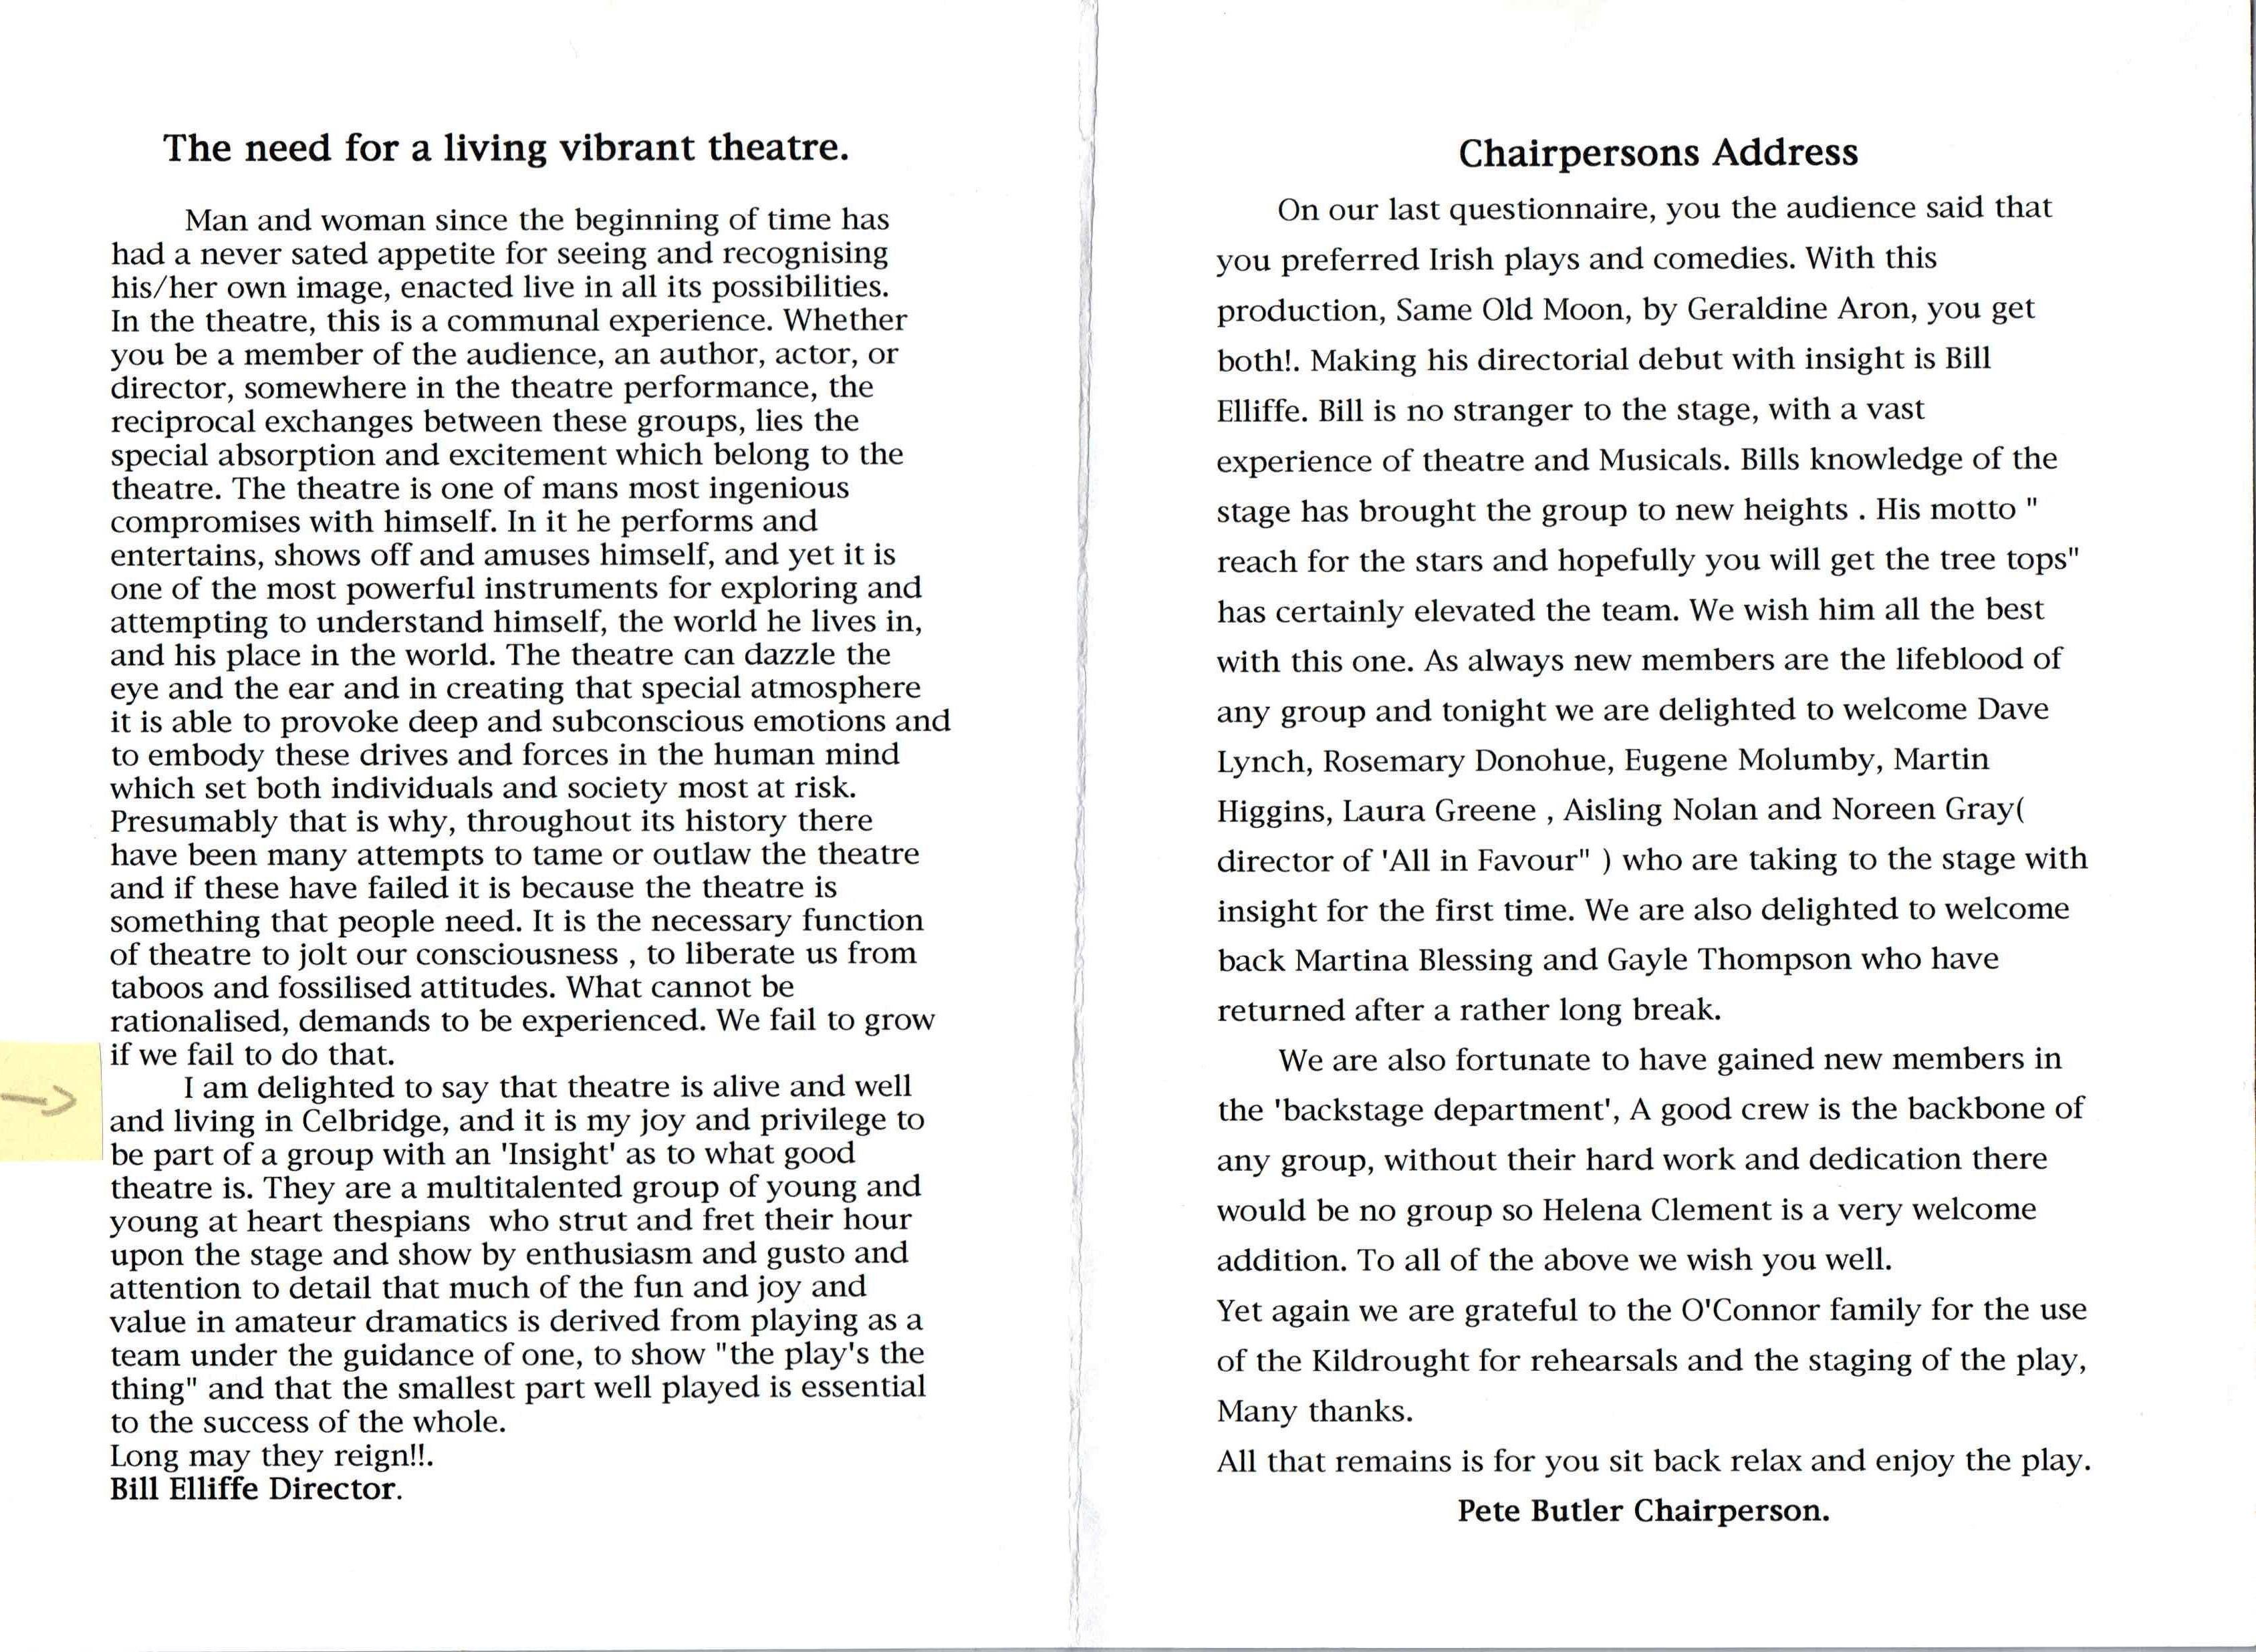 The need for a living vibrant theatre.
Man and woman since the beginning of time has
had a never sated appetite for seeing and recognising
his/her own image, enacted live in all its possibilities.
In the theatre, this is a communal experience. Whether
you be a member of the audience, an author, actor, or
director, somewhere in the theatre performance, the
reciprocal exchanges between these groups, lies the
special absorption and excitement which belong to the
theatre. The theatre is one of mans most ingenious
compromises with himself. In it he performs and
entertains, shows off and amuses himself, and yet it is
one of the most powerful instruments for exploring and
attempting to understand himself, the world he lives in,
and his place in the world. The theatre can dazzle the
eye and the ear and in creating that special atmosphere
it is able to provoke deep and subconscious emotions and
to embody these drives and forces in the human mind
which set both individuals and society most at risk.
Presumably that is why, throughout its history there
have been many attempts to tame or outlaw the theatre
and if these have failed it is because the theatre is
something that people need. It is the necessary function
of theatre to jolt our consciousness , to liberate us from
taboos and fossilised attitudes. What cannot be
rationalised, demands to be experienced. We fail to grow
if we fail to do that.
I am delighted to say that theatre is alive and well
and living in Celbridge, and it is my joy and privilege to
be part of a group with an 'Insight' as to what good
theatre is. They are a multitalented group of young and
young at heart thespians  who strut and fret their hour
upon the stage and show by enthusiasm and gusto and
attention to detail that much of the fun and joy and
value in amateur dramatics is derived from playing as a
team under the guidance of one, to show "the play's the
thing" and that the smallest part well played is essential
to the success of the whole.
Long may they reign!!.
Bill Elliffe Director.
Chairpersons Address
On our last questionnaire, you the audience said that
you preferred Irish plays and comedies. With this
production, Same Old Moon, by Geraldine Aron, you get
both!. Making his directorial debut with insight is Bill
Elliffe. Bill is no stranger to the stage, with a vast
experience of theatre and Musicals. Bills knowledge of the
stage has brought the group to new heights . His motto "
reach for the stars and hopefully you will get the tree tops"
has certainly elevated the team. We wish him all the best
with this one. As always new members are the lifeblood of
any group and tonight we are delighted to welcome Dave
Lynch, Rosemary Donohue, Eugene Molumby, Martin
Higgins, Laura Greene , Aisling Nolan and Noreen Gray(
director of 'All in Favour" ) who are taking to the stage with
insight for the first time. We are also delighted to welcome
back Martina Blessing and Gayle Thompson who have
returned after a rather long break.
We are also fortunate to have gained new members in
the 'backstage department', A good crew is the backbone of
any group, without their hard work and dedication there
would be no group so Helena Clement is a very welcome
addition. To all of the above we wish you well.
Yet again we are grateful to the O'Connor family for the use
of the Kildrought for rehearsals and the staging of the play,
Many thanks.
All that remains is for you sit back relax and enjoy the play.
Pete Butler Chairperson.